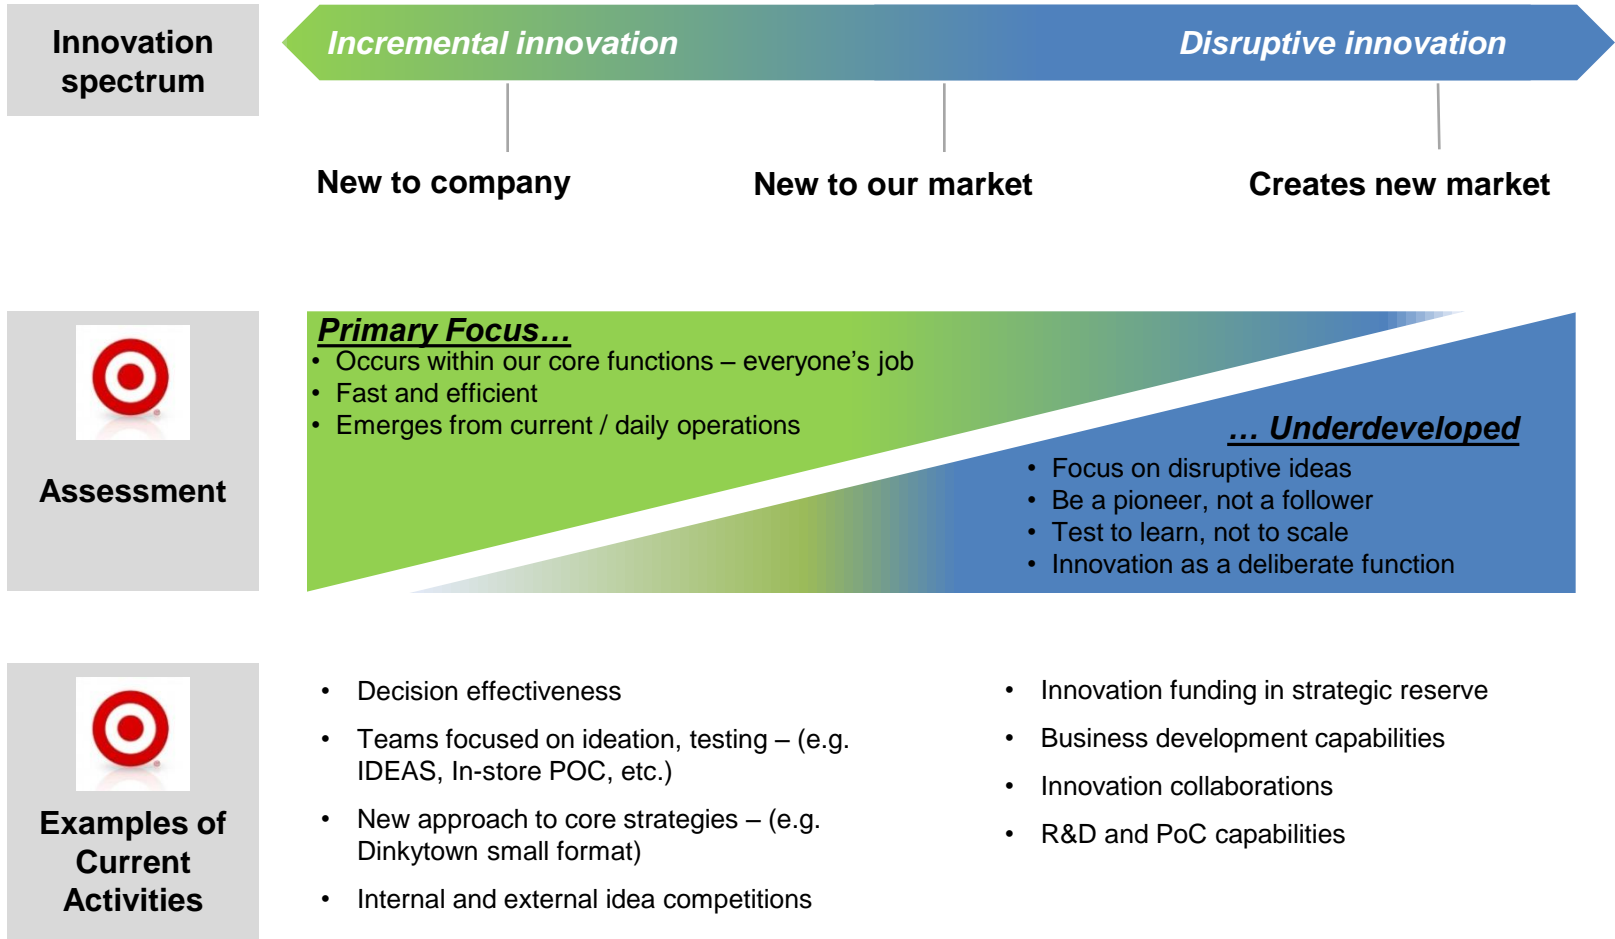 Innovation
spectrum
Incremental innovation
Disruptive innovation
New to company
New to our market
Creates new market
Assessment
Primary Focus…
• Occurs within our core functions – everyone’s job
• Fast and efficient
• Emerges from current / daily operations
… Underdeveloped
• Focus on disruptive ideas
• Be a pioneer, not a follower
• Test to learn, not to scale
• Innovation as a deliberate function
Examples of
Current
Activities
• Decision effectiveness
• Teams focused on ideation, testing – (e.g.
IDEAS, In-store POC, etc.)
• New approach to core strategies – (e.g.
Dinkytown small format)
• Internal and external idea competitions
• Innovation funding in strategic reserve
• Business development capabilities
• Innovation collaborations
• R&D and PoC capabilities